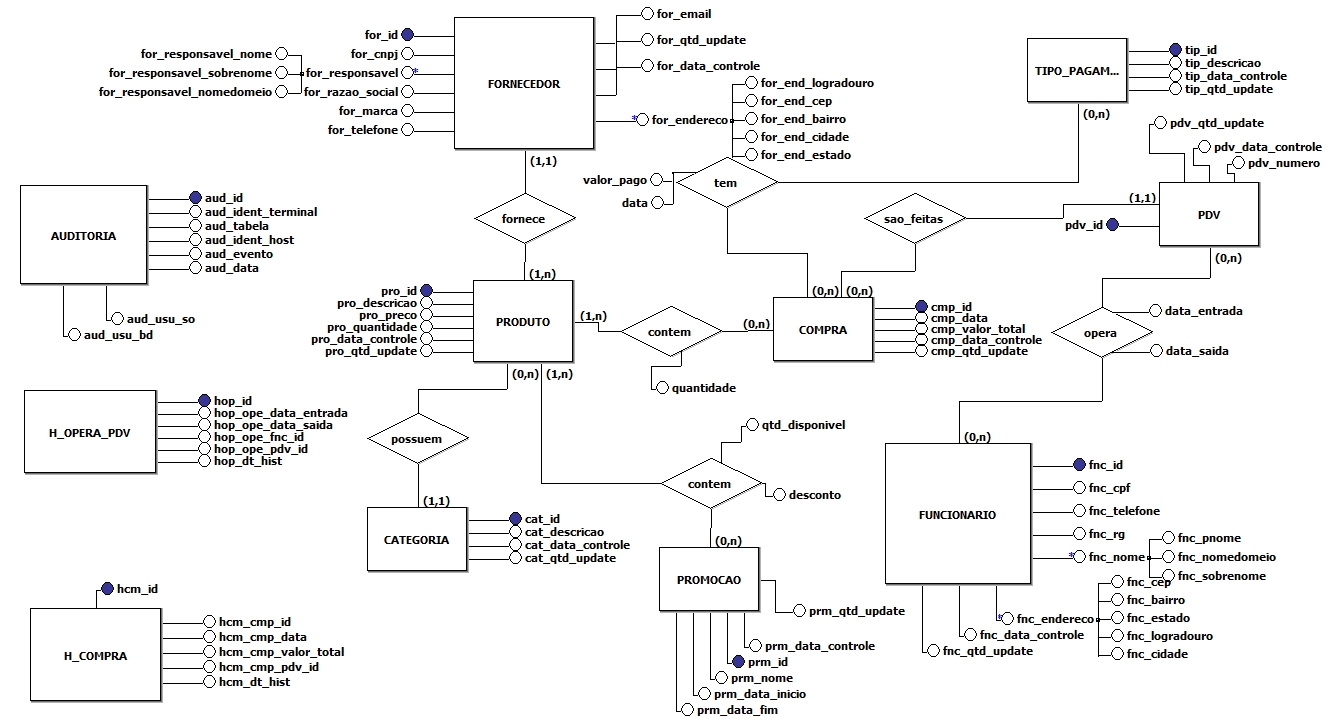 for_id
for_cnpj
for_responsavel
*
for_razao_social
for_marca
for_telefone
for_responsavel_nome
for_responsavel_sobrenome
for_responsavel_nomedomeio
FORNECEDOR
for_email
for_qtd_update
for_data_controle
*
for_endereco
for_end_logradouro
for_end_cep
for_end_bairro
for_end_cidade
for_end_estado
(1,1)
fornece
(1,n)
TIPO_PAGAM...
tip_id
tip_descricao
tip_data_controle
tip_qtd_update
(0,n)
valor_pago
data
tem
(0,n)
pdv_qtd_update
pdv_data_controle
pdv_numero
pdv_id
PDV
(1,1)
sao_feitas
(0,n)
(0,n)
AUDITORIA
aud_id
aud_ident_terminal
aud_tabela
aud_ident_host
aud_evento
aud_data
aud_usu_so
aud_usu_bd
pro_id
pro_descricao
pro_preco
pro_quantidade
pro_data_controle
pro_qtd_update
PRODUTO
(1,n)
contem
quantidade
(0,n)
COMPRA
cmp_id
cmp_data
cmp_valor_total
cmp_data_controle
cmp_qtd_update
opera
data_entrada
data_saida
(0,n)
(0,n)
(1,n)
possuem
(1,1)
CATEGORIA
cat_id
cat_descricao
cat_data_controle
cat_qtd_update
H_OPERA_PDV
hop_id
hop_ope_data_entrada
hop_ope_data_saida
hop_ope_fnc_id
hop_ope_pdv_id
hop_dt_hist
contem
qtd_disponivel
desconto
(0,n)
PROMOCAO
prm_qtd_update
prm_data_controle
prm_id
prm_nome
prm_data_inicio
prm_data_fim
FUNCIONARIO
fnc_id
fnc_cpf
fnc_telefone
fnc_rg
*
fnc_nome
fnc_pnome
fnc_nomedomeio
fnc_sobrenome
*
fnc_endereco
fnc_cep
fnc_bairro
fnc_estado
fnc_logradouro
fnc_cidade
fnc_data_controle
fnc_qtd_update
H_COMPRA
hcm_id
hcm_cmp_id
hcm_cmp_data
hcm_cmp_valor_total
hcm_cmp_pdv_id
hcm_dt_hist